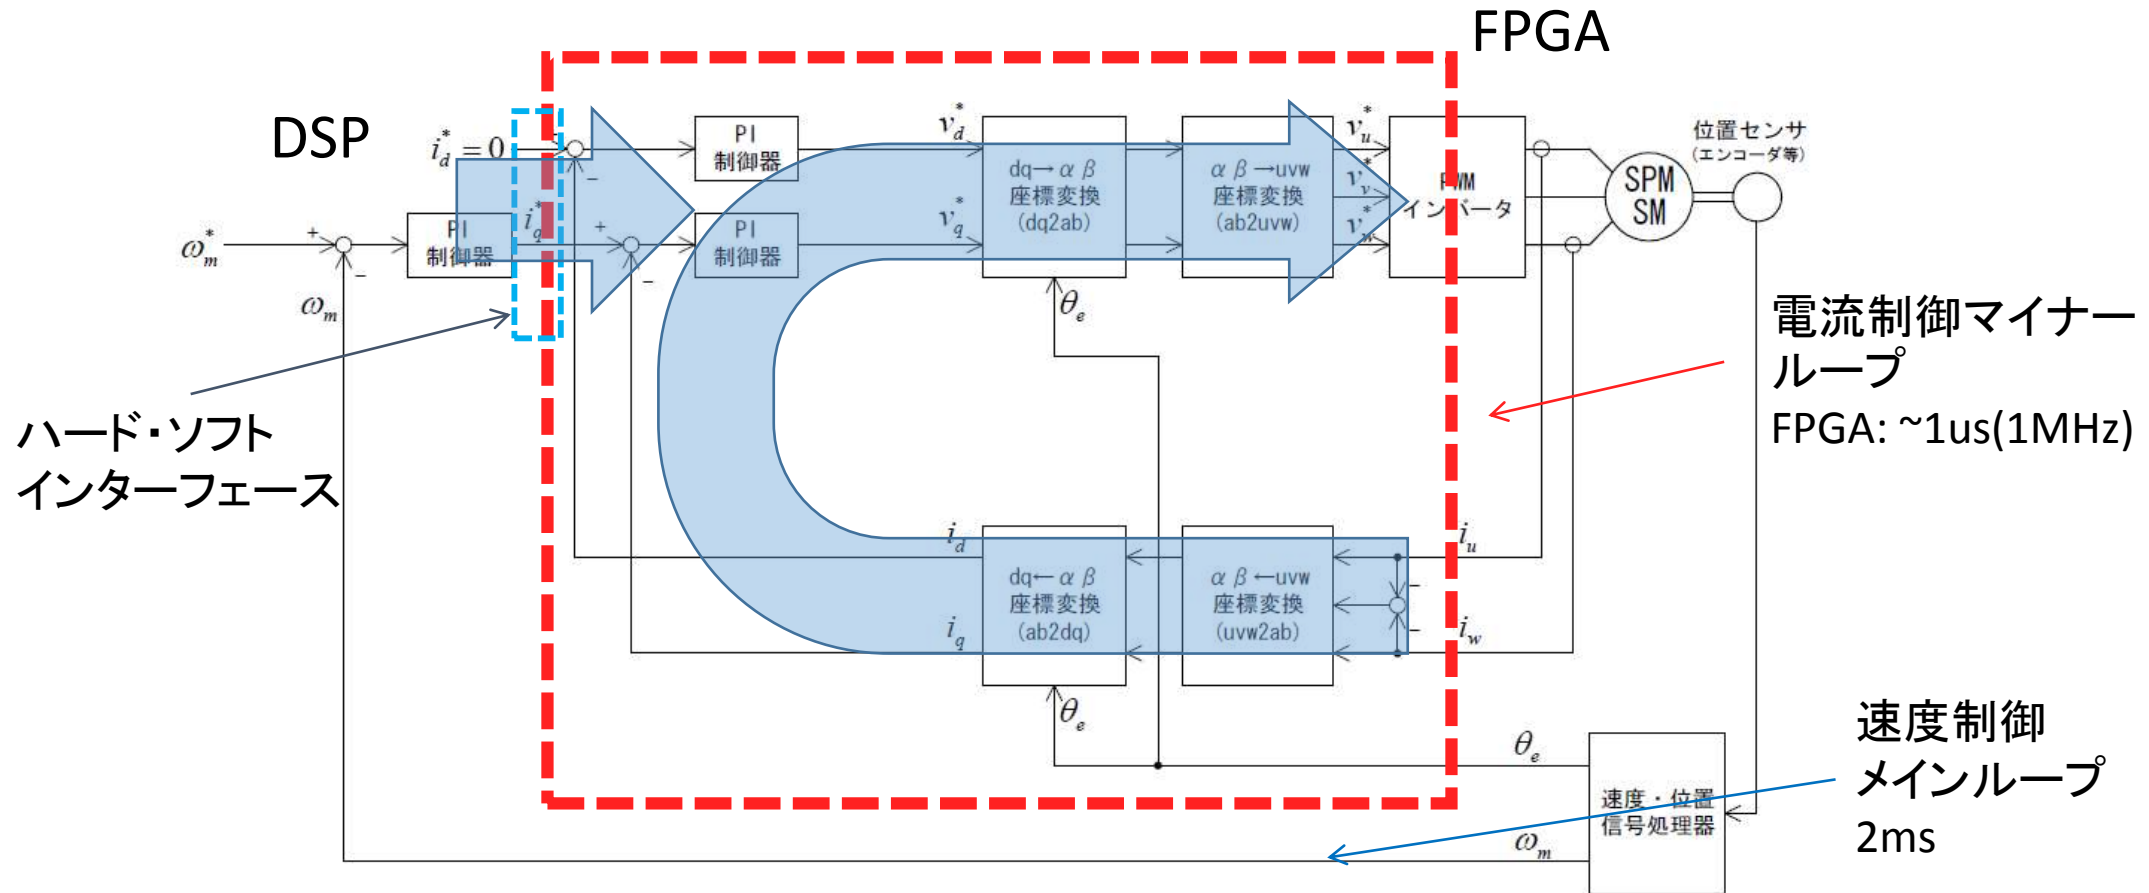 FPGA
DSP
i_d^* = 0
PI
制御器
v_d^*
dq→αβ
座標変換
(dq2ab)
αβ→uvw
座標変換
(ab2uvw)
v_u^*
v_v^*
v_w^*
PWM
インバータ
位置センサ
(エンコーダ等)
SPM
SM
ω_m^*
+
−
ω_m
PI
制御器
i_q^*
+
−
−
PI
制御器
v_q^*
θ_e
電流制御マイナー
ループ
FPGA: ~1us(1MHz)
ハード・ソフト
インターフェース
i_d
i_q
dq←αβ
座標変換
(ab2dq)
αβ←uvw
座標変換
(uvw2ab)
−
−
i_u
i_w
θ_e
θ_e
ω_m
速度・位置
信号処理器
速度制御
メインループ
2ms